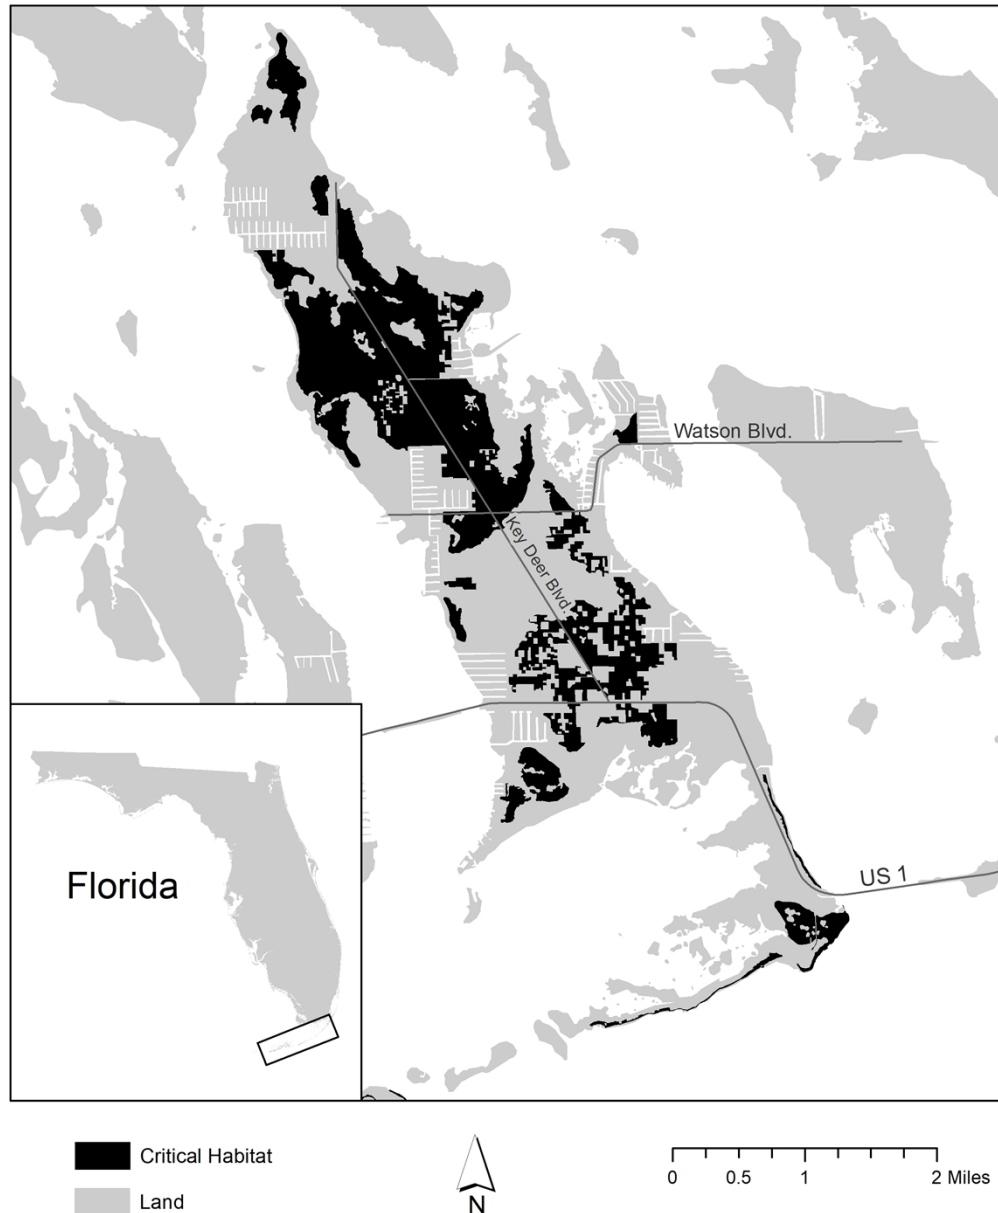 Watson Blvd.
Key Deer Blvd.
US 1
Florida
Critical Habitat
Land
N
0 0.5 1 2 Miles